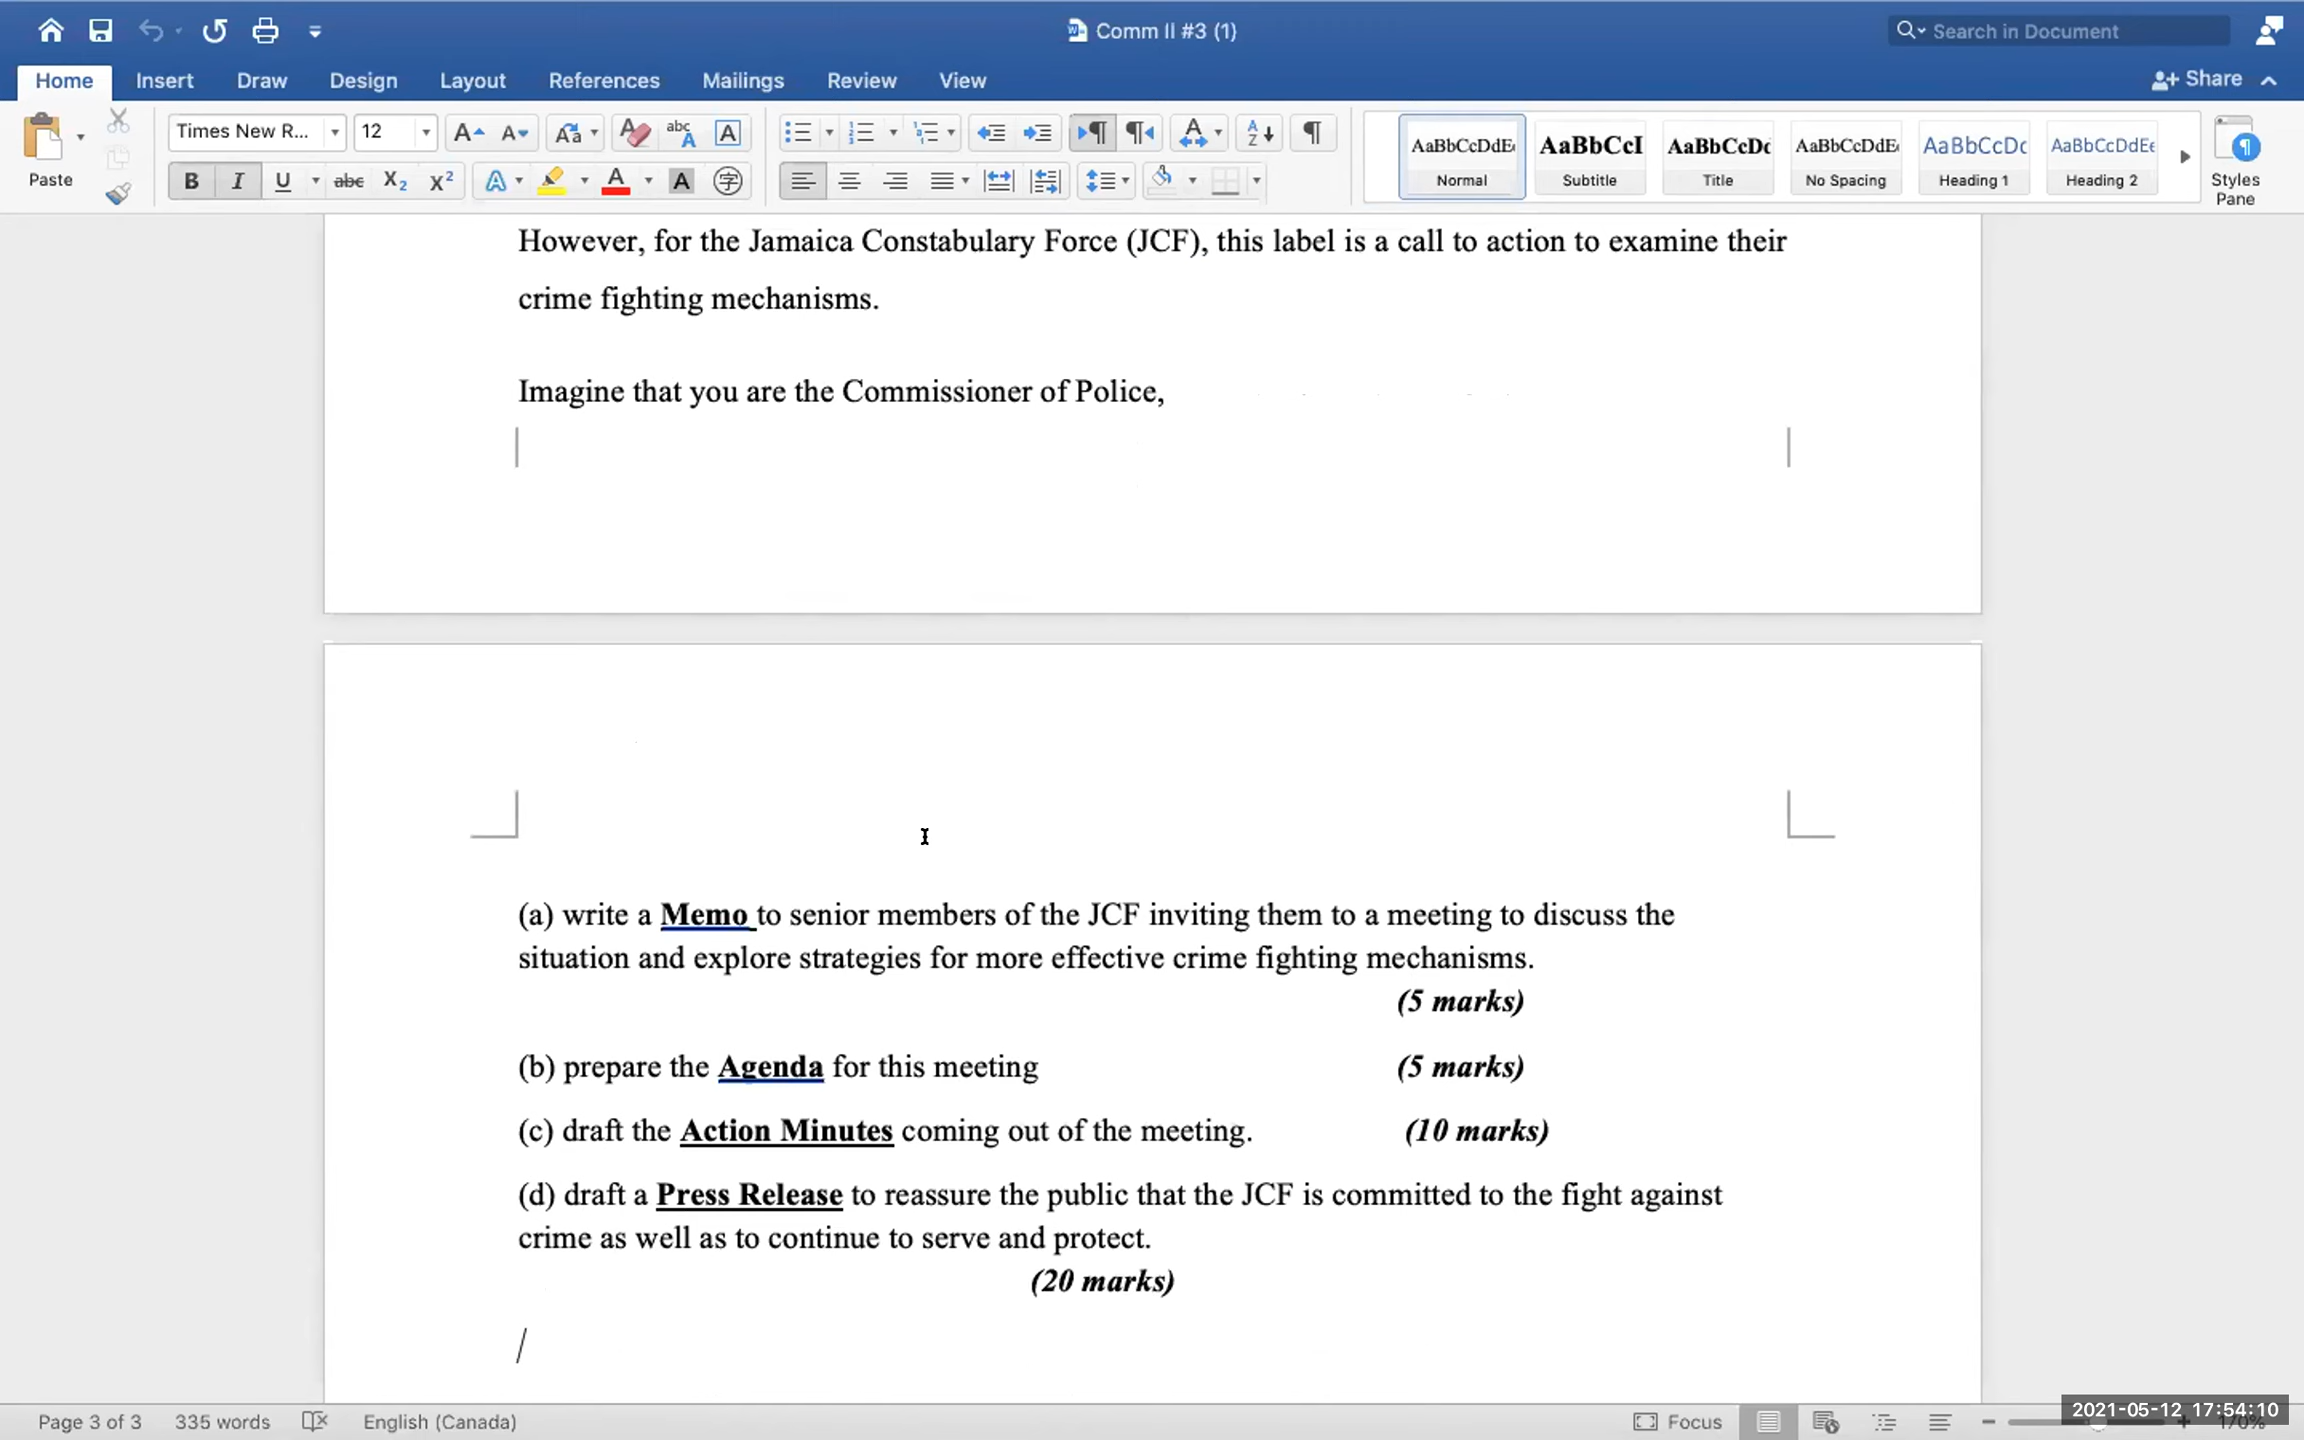 Comm II #3 (1)
Search in Document
Home Insert Draw Design Layout References Mailings Review View
Share
Paste
Times New R... 12
AaBbCcDdE AaBbCcI AaBbCcDc AaBbCcDdE AaBbCcDc AaBbCcDdEe
Normal Subtitle Title No Spacing Heading 1 Heading 2
Styles
Pane
However, for the Jamaica Constabulary Force (JCF), this label is a call to action to examine their
crime fighting mechanisms.
Imagine that you are the Commissioner of Police,
(a) write a Memo to senior members of the JCF inviting them to a meeting to discuss the
situation and explore strategies for more effective crime fighting mechanisms.
(5 marks)
(b) prepare the Agenda for this meeting (5 marks)
(c) draft the Action Minutes coming out of the meeting. (10 marks)
(d) draft a Press Release to reassure the public that the JCF is committed to the fight against
crime as well as to continue to serve and protect.
(20 marks)
Page 3 of 3 335 words English (Canada) Focus 170%
2021-05-12 17:54:10